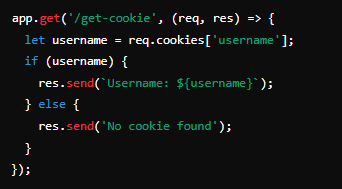 app.get('/get-cookie', (req, res) => {
  let username = req.cookies['username'];
  if (username) {
    res.send(`Username: ${username}`);
  } else {
    res.send('No cookie found');
  }
});